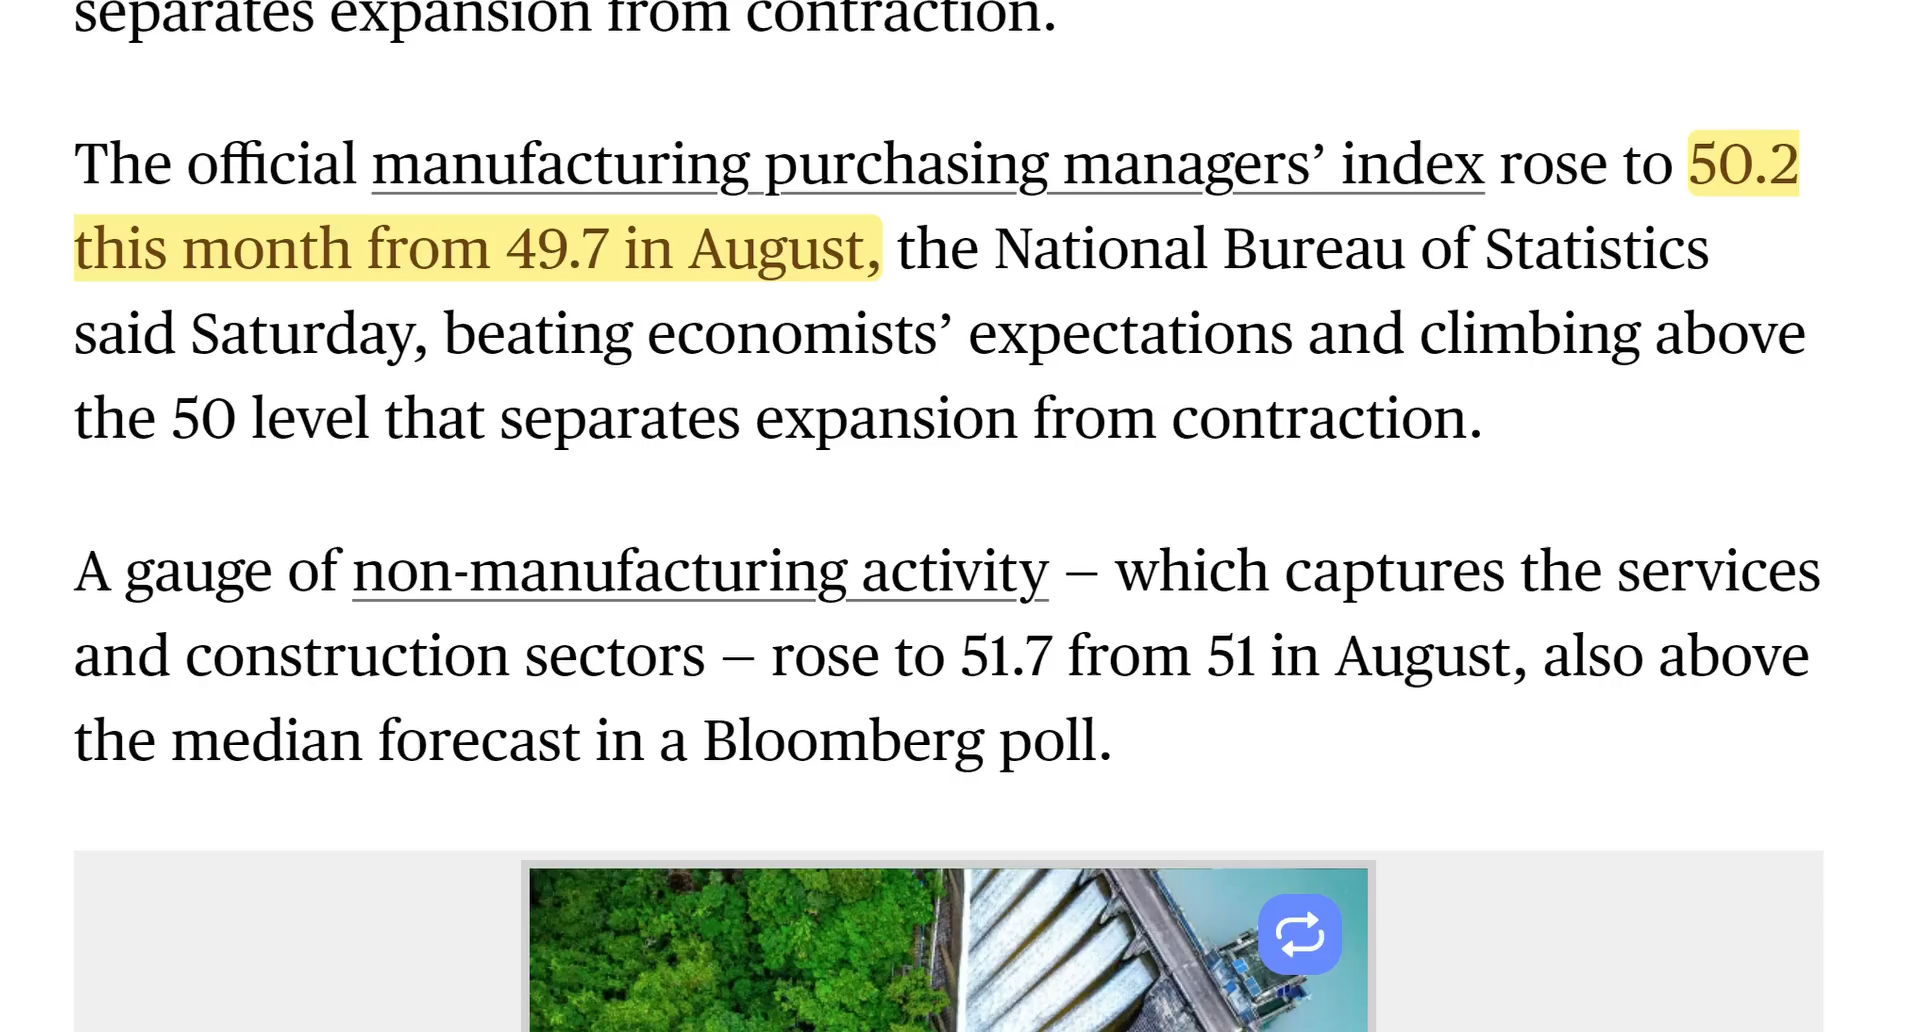 separates expansion from contraction.
The official manufacturing purchasing managers’ index rose to 50.2
this month from 49.7 in August, the National Bureau of Statistics
said Saturday, beating economists’ expectations and climbing above
the 50 level that separates expansion from contraction.
A gauge of non-manufacturing activity – which captures the services
and construction sectors – rose to 51.7 from 51 in August, also above
the median forecast in a Bloomberg poll.